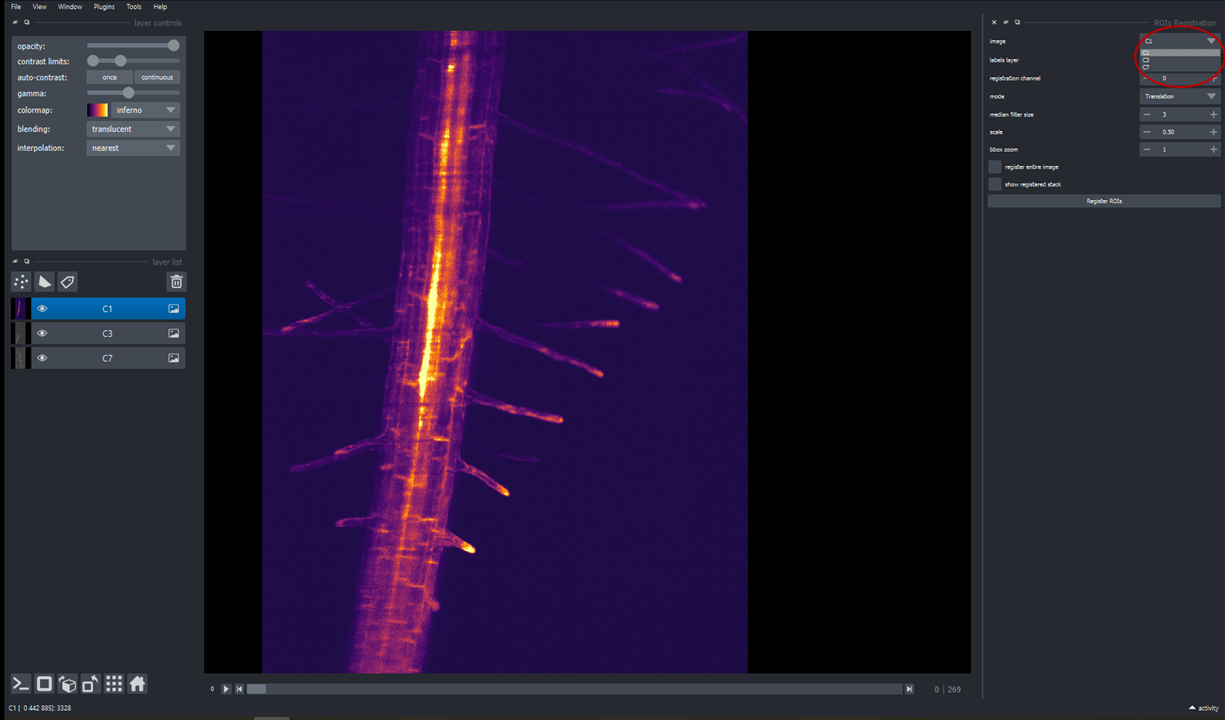 File View Window Plugins Tools Help
layer controls
opacity:
contrast limits:
auto-contrast: once continuous
gamma:
colormap: inferno
blending: translucent
interpolation: nearest
layer list
C1
C3
C7
0
0 | 269
C1 [ 0 442 885]: 3328
ROIs Registration
image C1
C1
labels layer C3
C7
registration channel − 0 +
mode Translation
median filter size − 3 +
scale − 0.50 +
bbox zoom − 1 +
register entire image
show registered stack
Register ROIs
activity